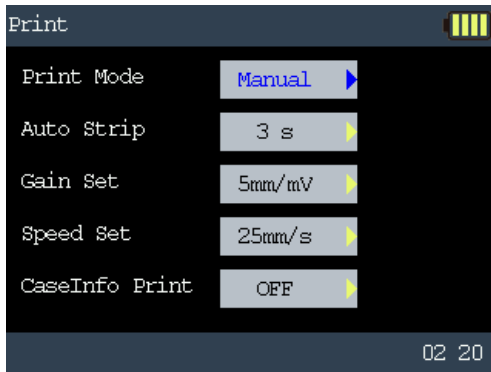 Print
Print Mode Manual
Auto Strip 3 s
Gain Set 5mm/mV
Speed Set 25mm/s
CaseInfo Print OFF
02 20